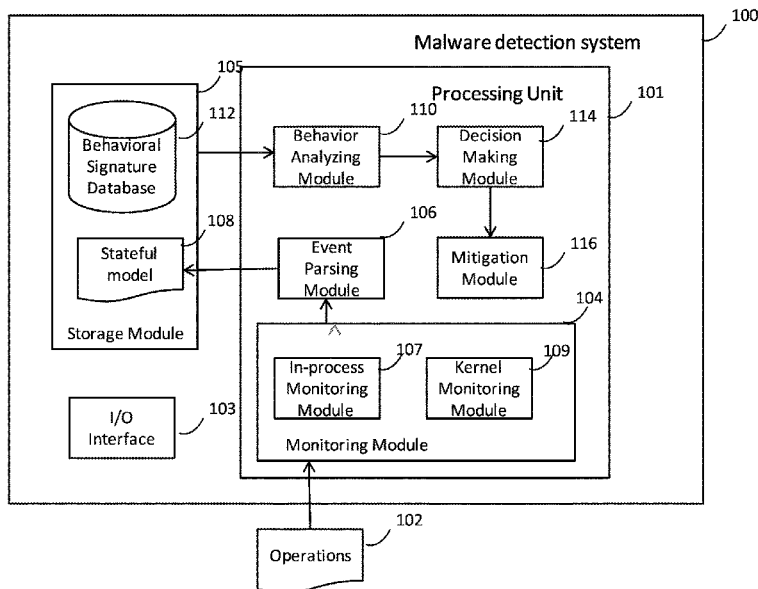 100
Malware detection system
105
Processing Unit
101
112
110
114
Behavioral
Signature
Database
Behavior
Analyzing
Module
Decision
Making
Module
108
106
Stateful
model
Event
Parsing
Module
116
Mitigation
Module
Storage Module
104
107
109
In-process
Monitoring
Module
Kernel
Monitoring
Module
I/O
Interface
103
Monitoring Module
102
Operations